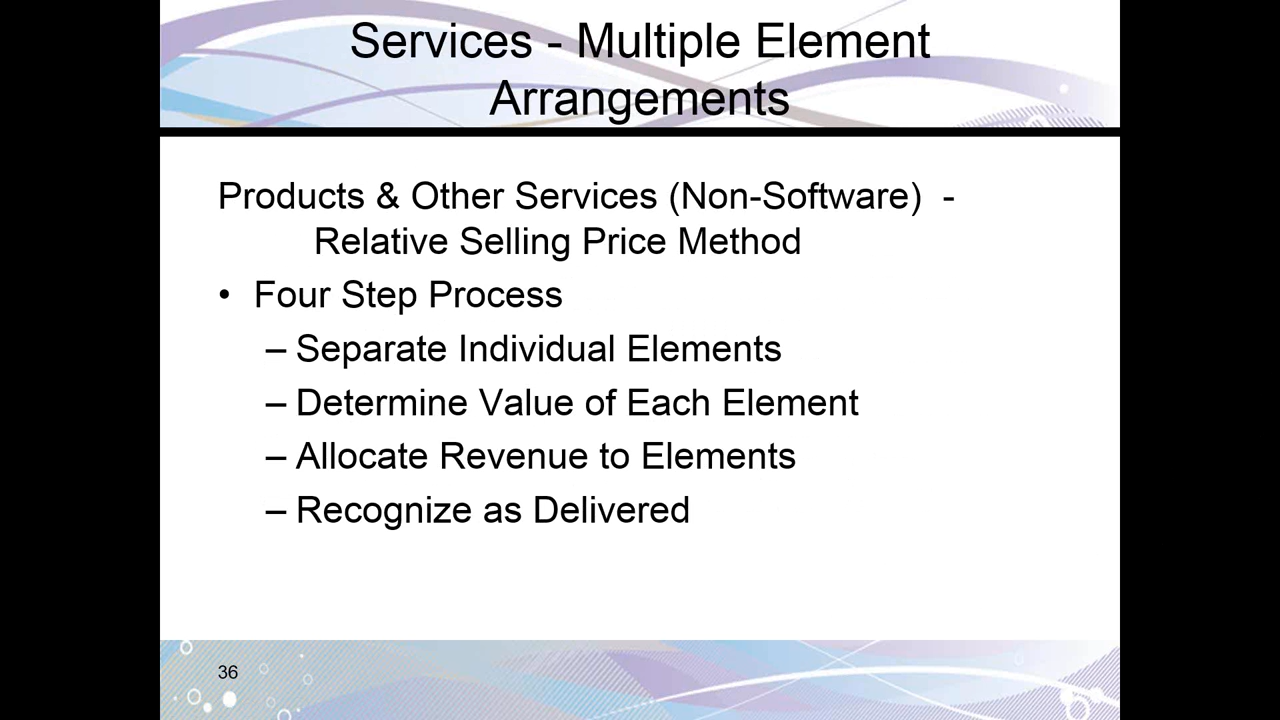 Services - Multiple Element
Arrangements
Products & Other Services (Non-Software) -
Relative Selling Price Method
• Four Step Process
– Separate Individual Elements
– Determine Value of Each Element
– Allocate Revenue to Elements
– Recognize as Delivered
36